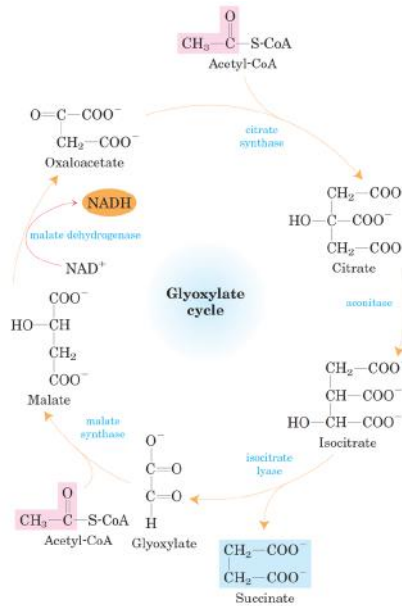 O
CH₃—C—S-CoA
Acetyl-CoA
O=C—COO⁻
CH₂—COO⁻
Oxaloacetate
citrate
synthase
CH₂—COO
HO—C—COO⁻
CH₂—COO
Citrate
NADH
malate dehydrogenase
NAD⁺
Glyoxylate
cycle
aconitase
COO⁻
HO—CH
CH₂
COO⁻
Malate
CH₂—COO
CH—COO⁻
HO—CH—COO⁻
Isocitrate
malate
synthase
isocitrate
lyase
O⁻
C=O
C=O
H
Glyoxylate
O
CH₃—C—S-CoA
Acetyl-CoA
CH₂—COO⁻
CH₂—COO⁻
Succinate